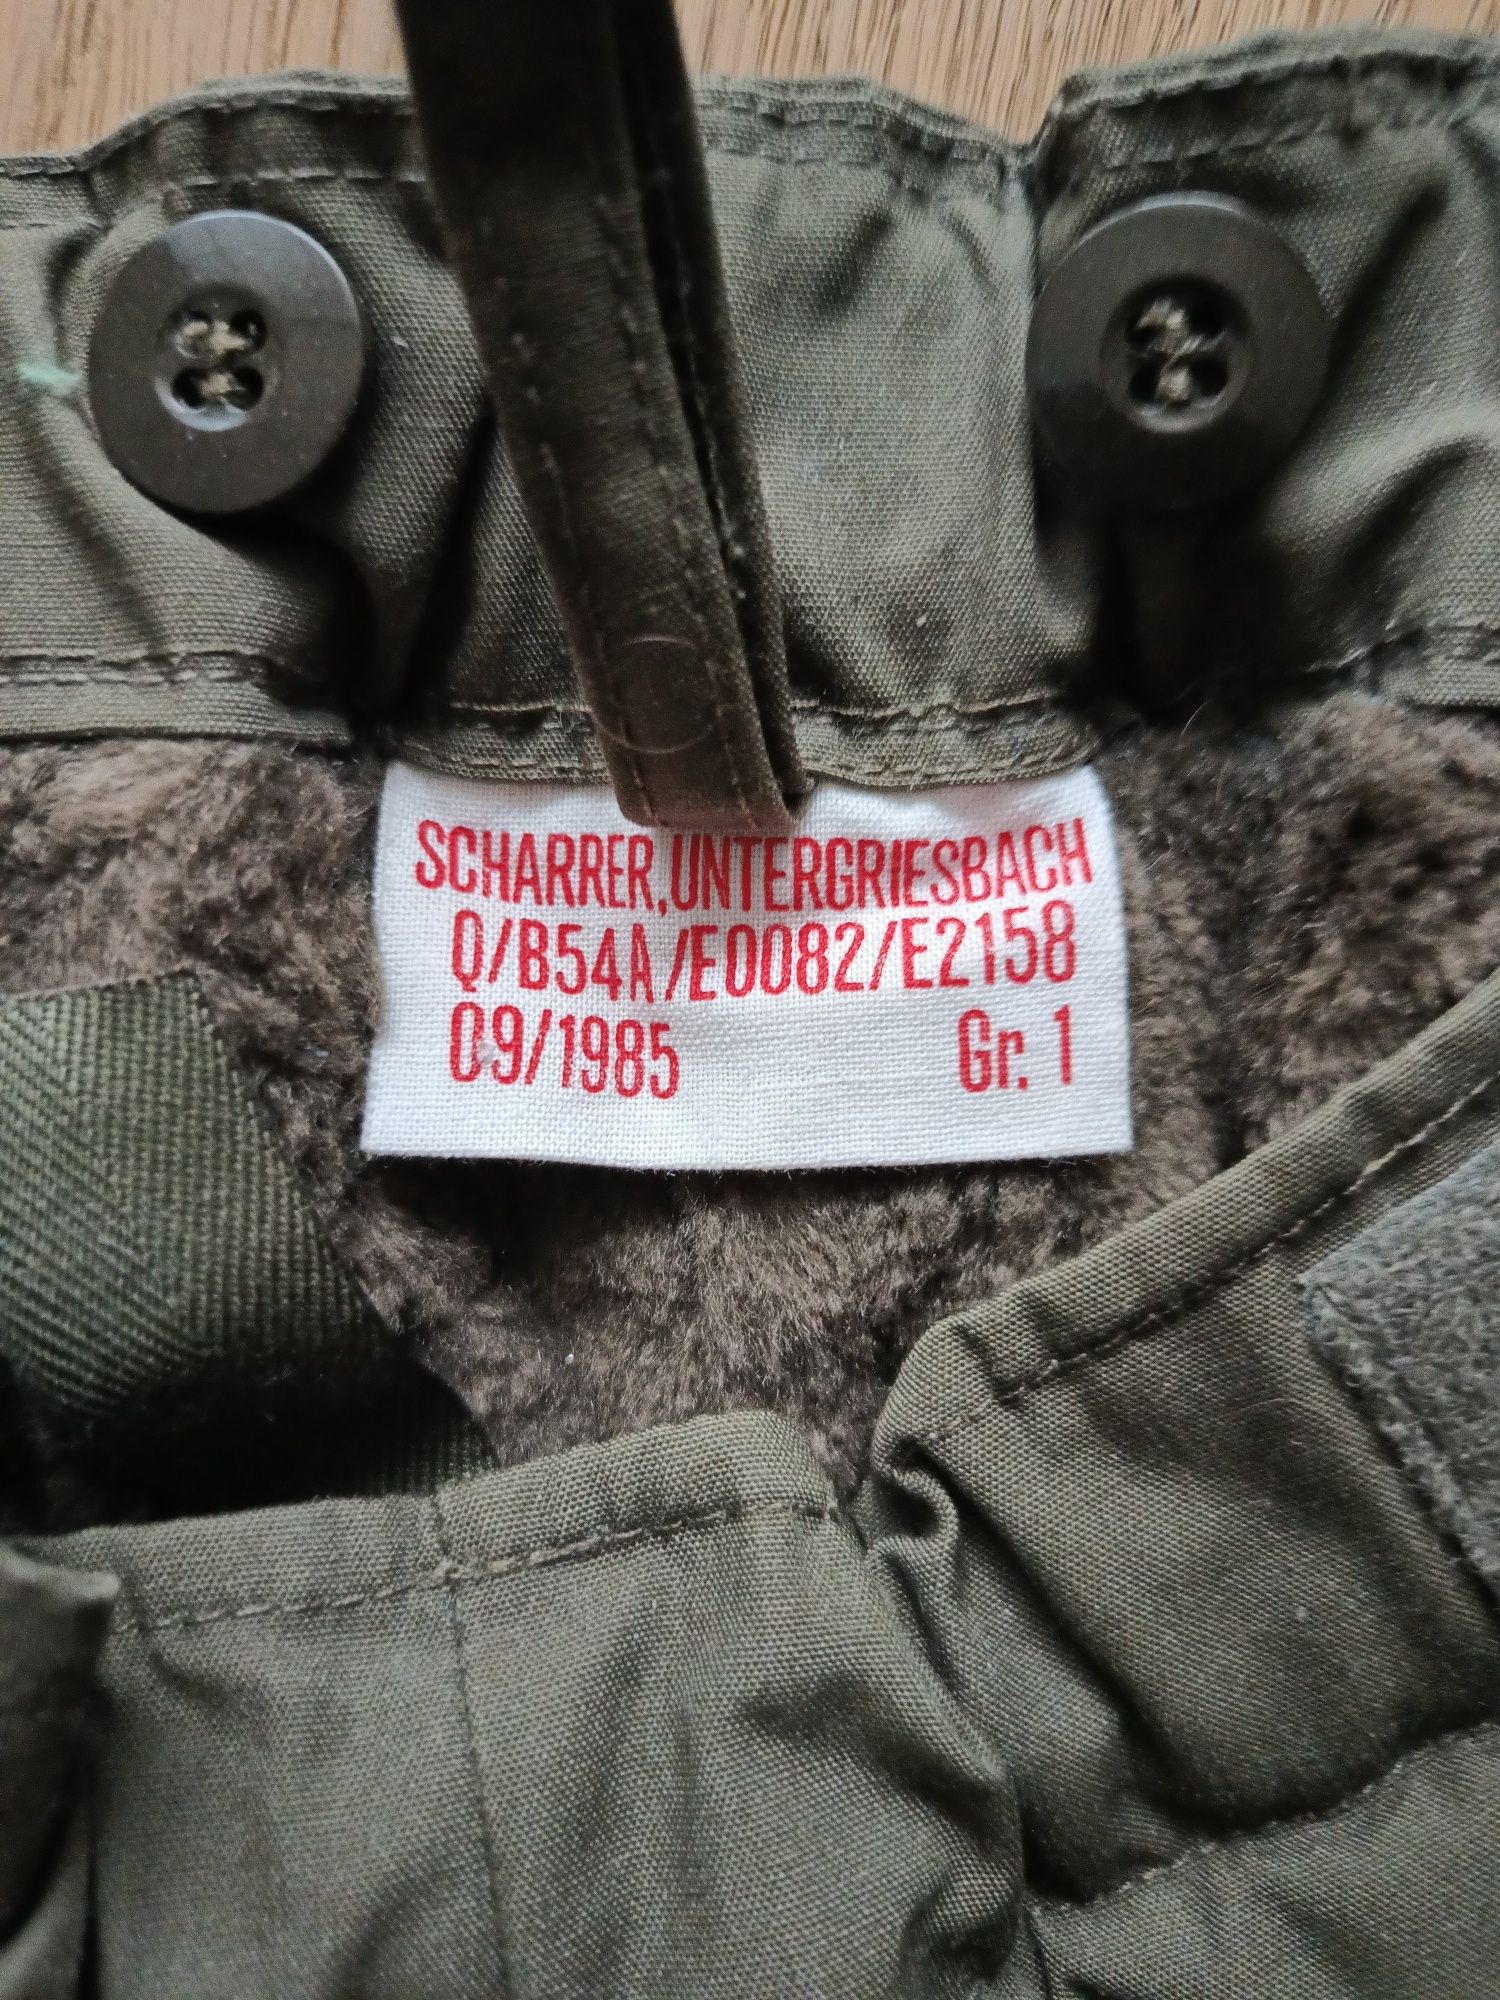 SCHARRER,UNTERGRIESBACH
Q/B54A/E0082/E2158
09/1985 Gr. 1